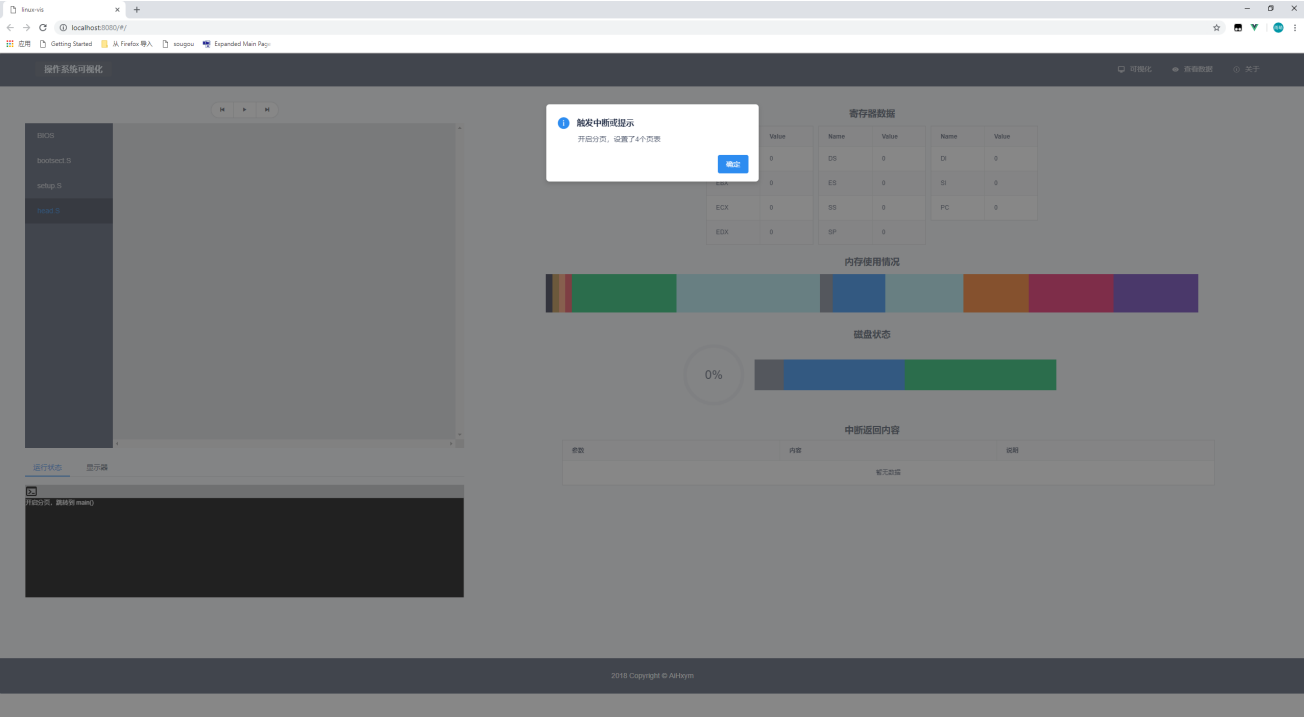 linux-vis
localhost:8080/#/
应用 Getting Started 从 Firefox 导入 sougou Expanded Main Page
操作系统可视化 可视化 剪辑数据 关于
BIOS
bootsect.S
setup.S
head.S
运行状态 显示器
开启分页，跳转到 main()
触发中断或提示
开启分页，设置了4个页表
确定
寄存器数据
Value Name Value Name Value
0 DS 0 DI 0
EBX 0 ES 0 SI 0
ECX 0 SS 0 PC 0
EDX 0 SP 0
内存使用情况
磁盘状态
0%
中断返回内容
参数 内容 说明
暂无数据
2018 Copyright © AiHxym